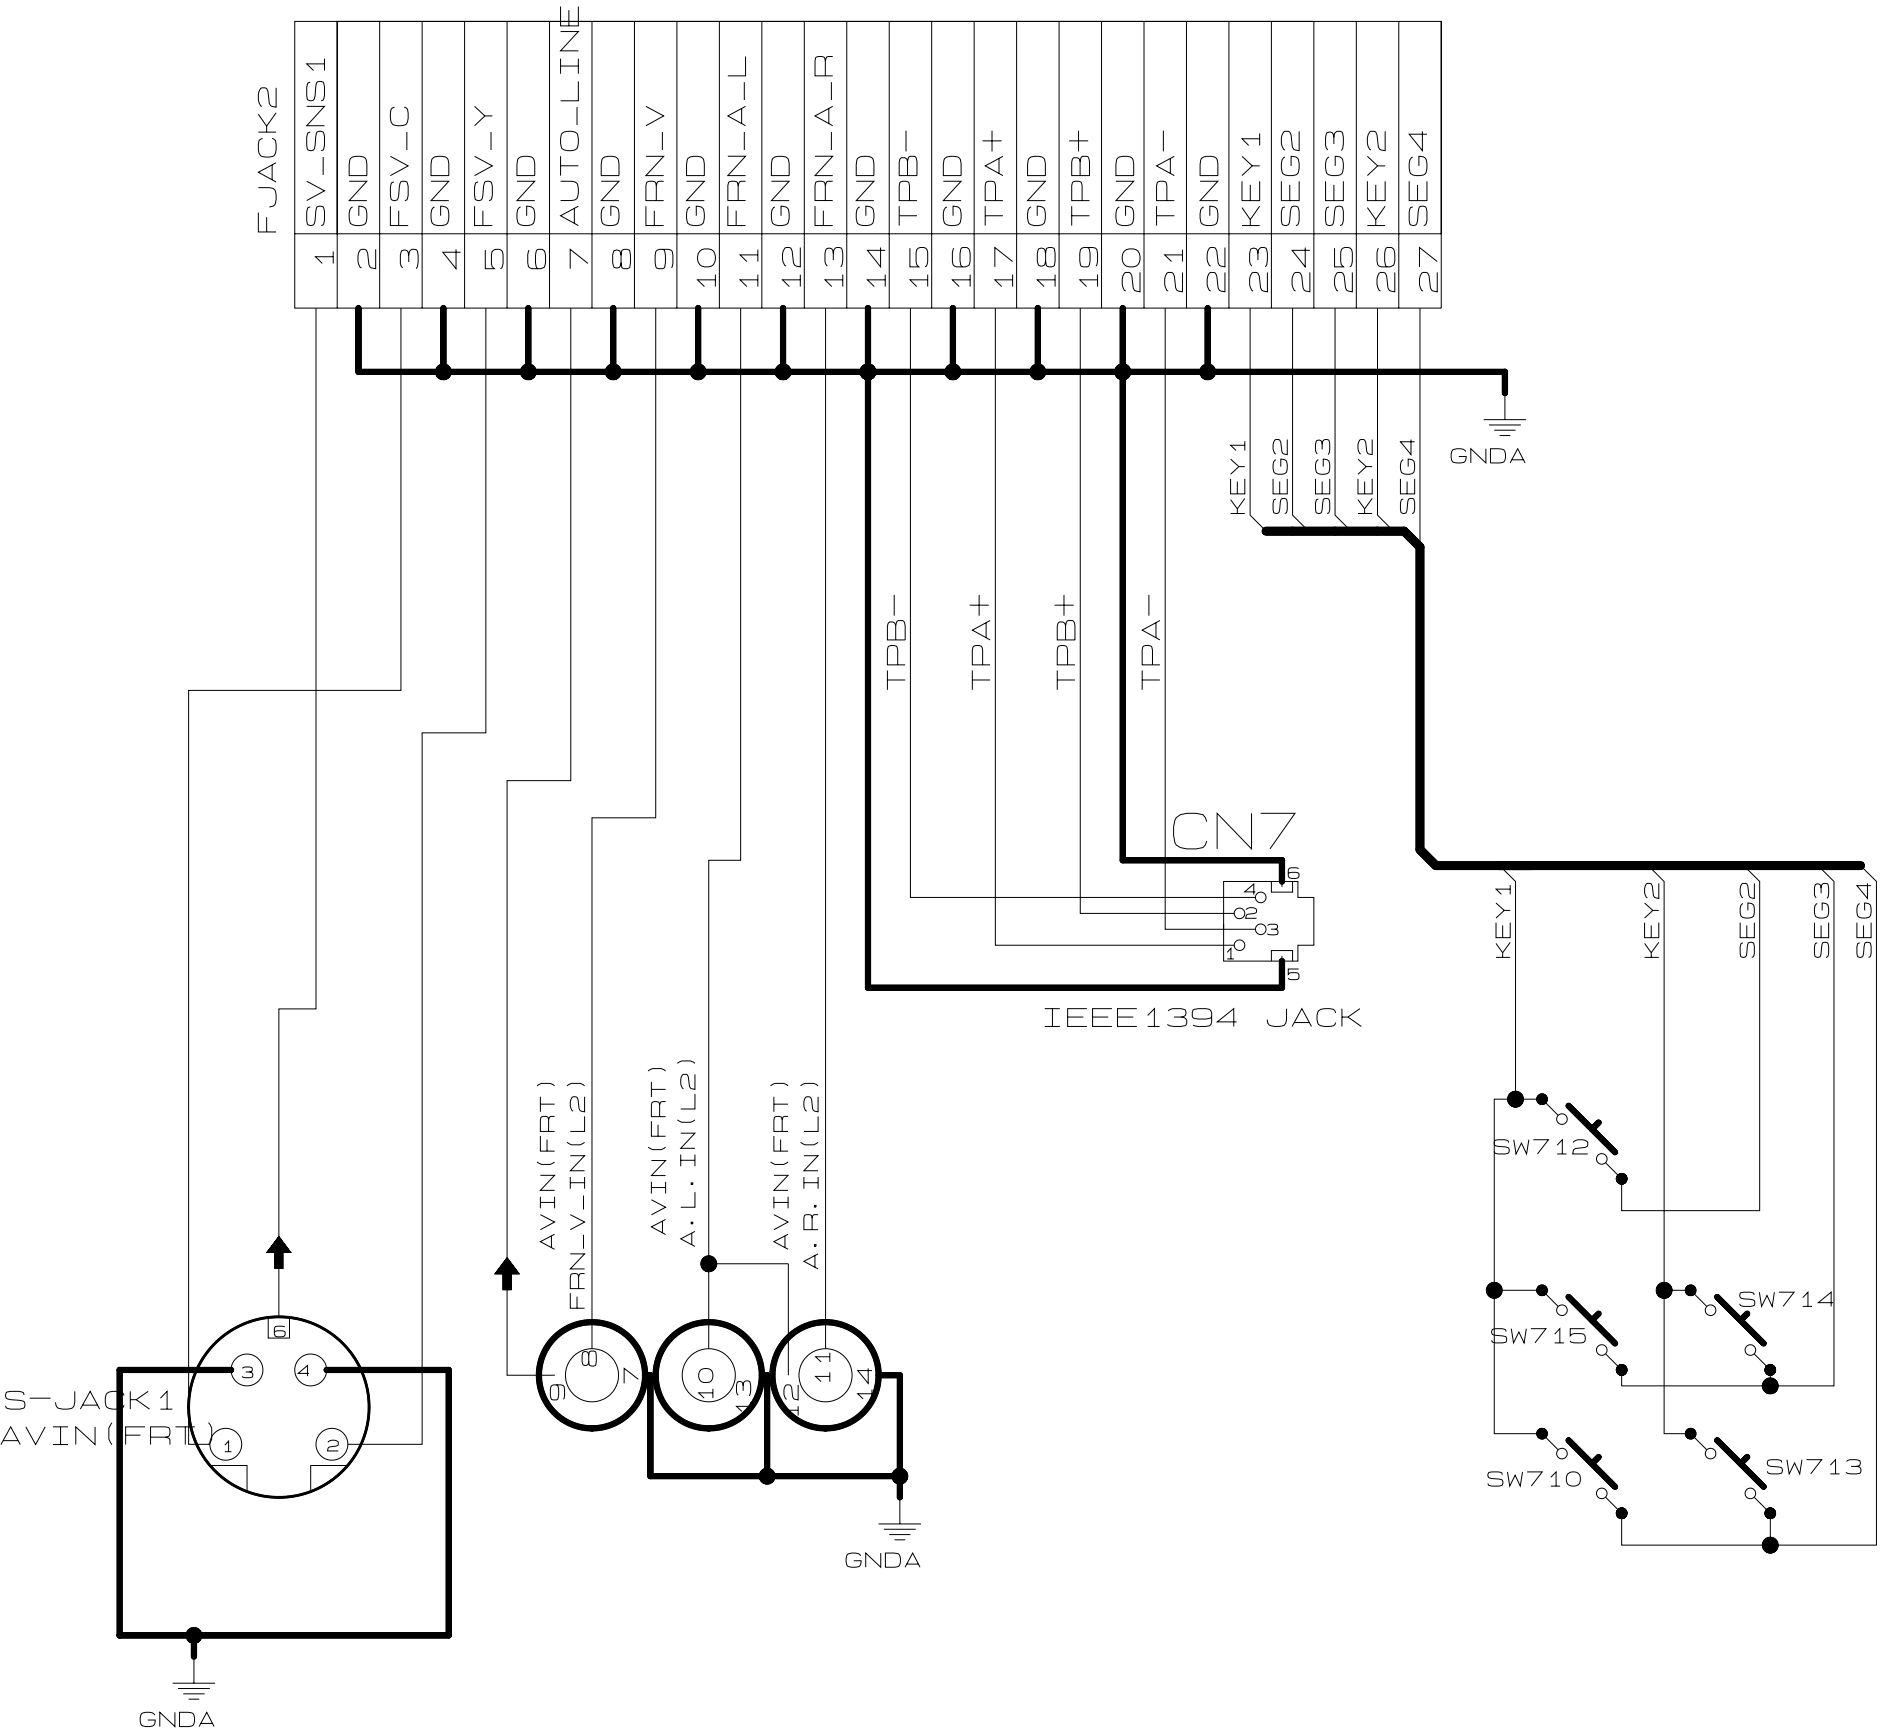 FJACK2
SV_SNS1
GND
FSV_C
GND
FSV_Y
GND
AUTO_LINE
GND
FRN_V
GND
FRN_A_L
GND
FRN_A_R
GND
TPB-
GND
TPA+
GND
TPB+
GND
TPA-
GND
KEY1
SEG2
SEG3
KEY2
SEG4
1
2
3
4
5
6
7
8
9
10
11
12
13
14
15
16
17
18
19
20
21
22
23
24
25
26
27
GNDA
KEY1
SEG2
SEG3
KEY2
SEG4
TPB-
TPA+
TPB+
TPA-
CN7
6
4
2
3
1
5
IEEE1394 JACK
KEY1
KEY2
SEG2
SEG3
SEG4
AVIN(FRT)
FRN_V_IN(L2)
AVIN(FRT)
A.L.IN(L2)
AVIN(FRT)
A.R.IN(L2)
SW712
SW715
SW714
SW710
SW713
6
3
4
S-JACK1
AVIN(FRT)
1
2
8
9
7
10
13
12
11
14
GNDA
GNDA